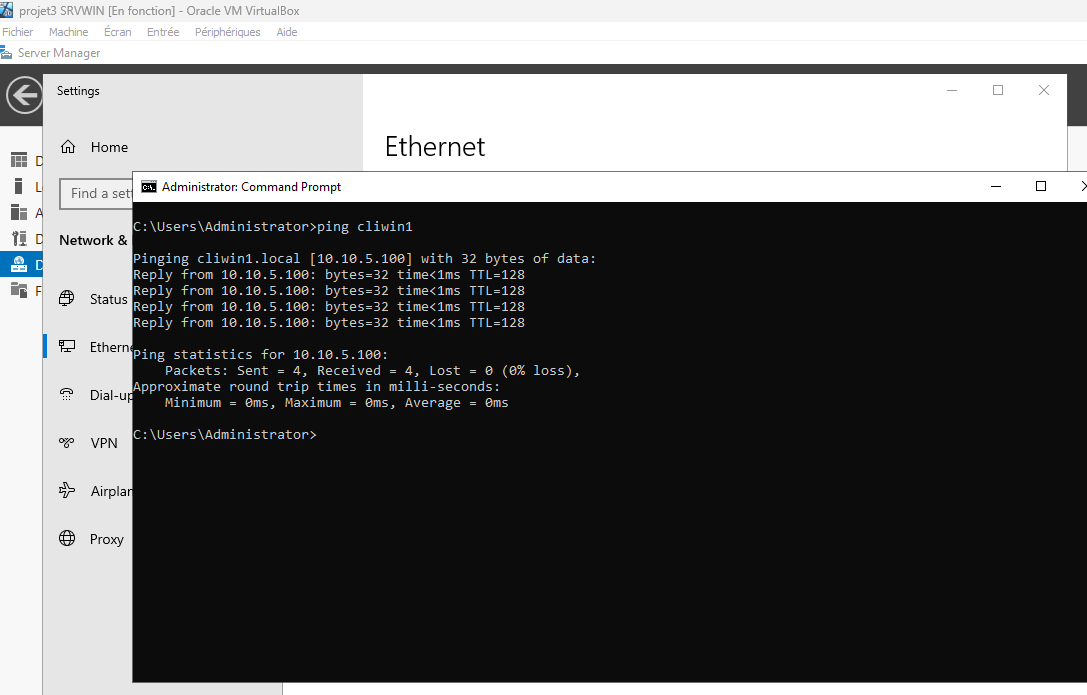 projet3 SRVWIN [En fonction] - Oracle VM VirtualBox
Fichier Machine Écran Entrée Périphériques Aide
Server Manager
Settings
Home
Ethernet
Find a set
Administrator: Command Prompt
Network &
Status
Etherne
Dial-up
VPN
Airplan
Proxy
D
L
A
D
D
F
C:\Users\Administrator>ping cliwin1
Pinging cliwin1.local [10.10.5.100] with 32 bytes of data:
Reply from 10.10.5.100: bytes=32 time<1ms TTL=128
Reply from 10.10.5.100: bytes=32 time<1ms TTL=128
Reply from 10.10.5.100: bytes=32 time<1ms TTL=128
Reply from 10.10.5.100: bytes=32 time<1ms TTL=128
Ping statistics for 10.10.5.100:
Packets: Sent = 4, Received = 4, Lost = 0 (0% loss),
Approximate round trip times in milli-seconds:
Minimum = 0ms, Maximum = 0ms, Average = 0ms
C:\Users\Administrator>